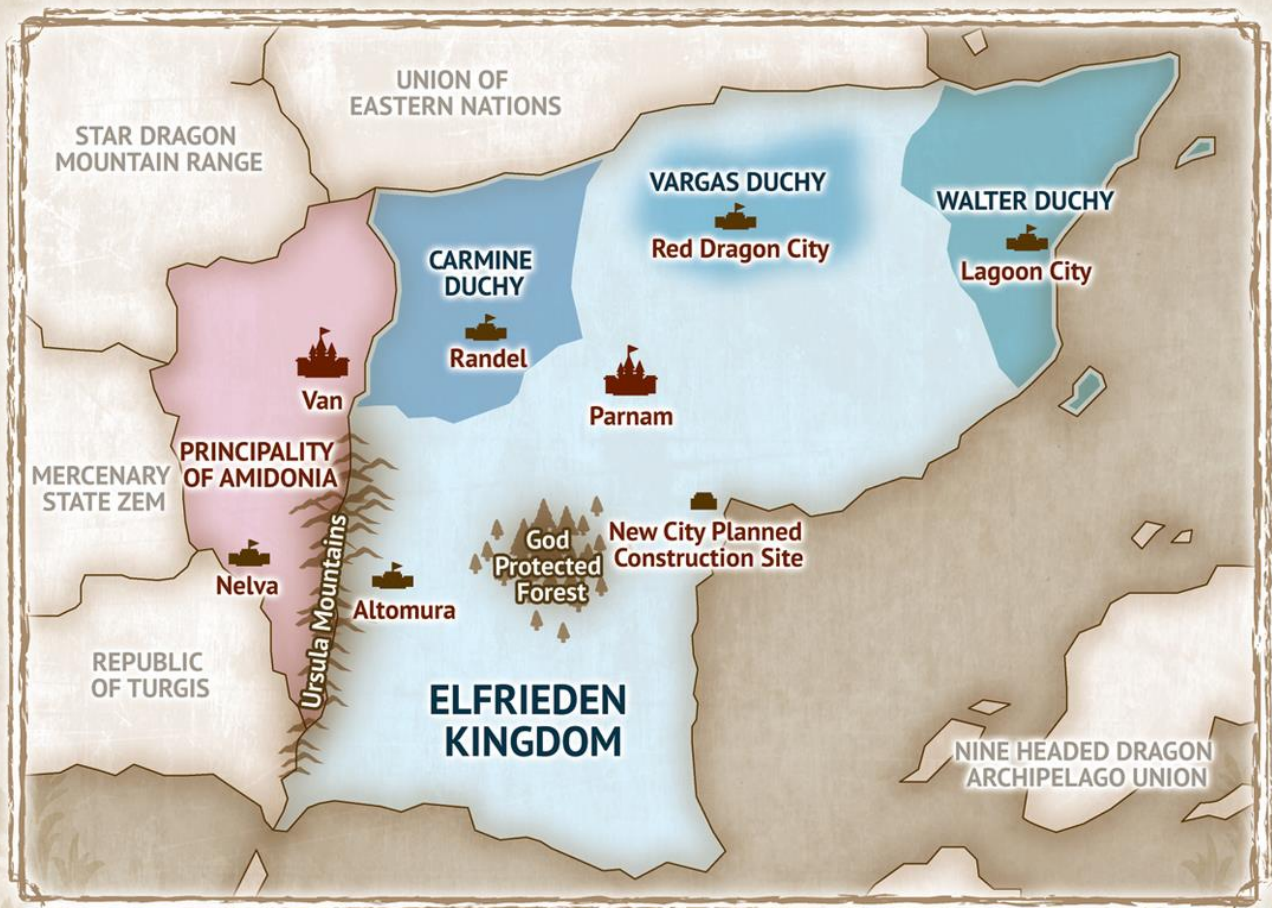 UNION OF
EASTERN NATIONS
STAR DRAGON
MOUNTAIN RANGE
VARGAS DUCHY
Red Dragon City
WALTER DUCHY
Lagoon City
CARMINE
DUCHY
Randel
Van
Parnam
PRINCIPALITY
OF AMIDONIA
MERCENARY
STATE ZEM
New City Planned
Construction Site
God
Protected
Forest
Nelva
Ursula Mountains
Altomura
REPUBLIC
OF TURGIS
ELFRIEDEN
KINGDOM
NINE HEADED DRAGON
ARCHIPELAGO UNION